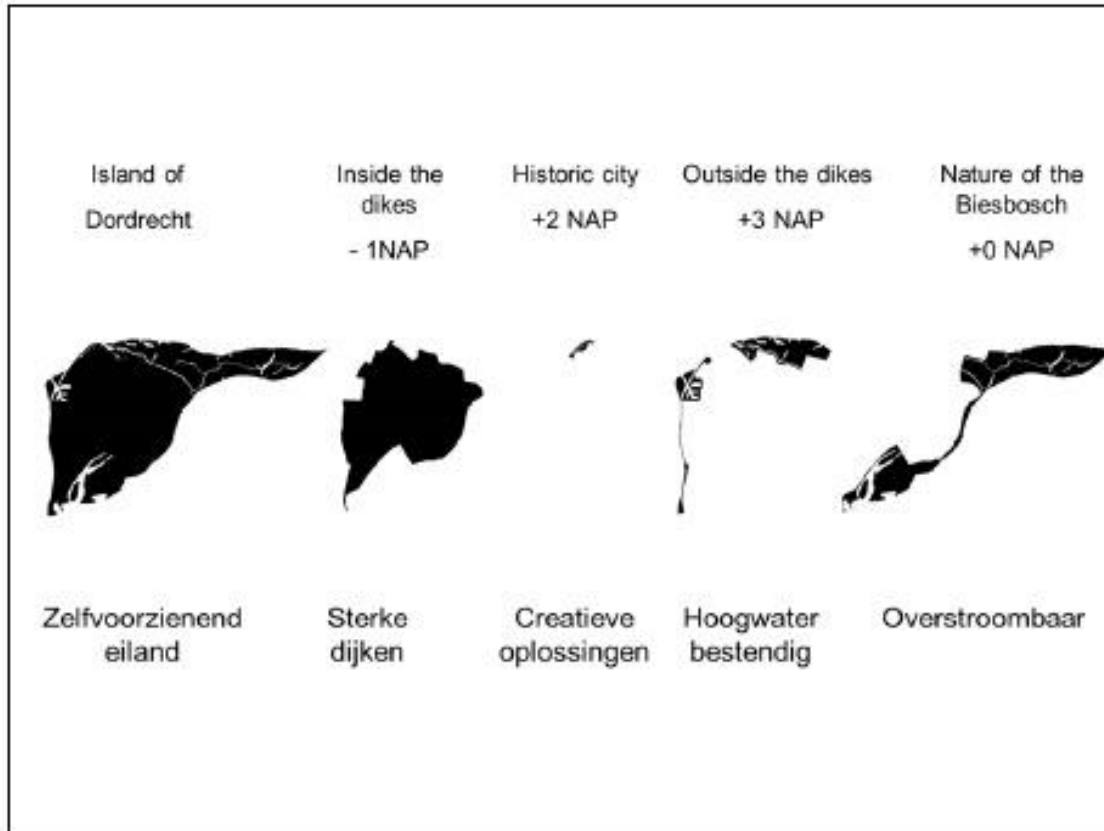 Island of
Dordrecht
Inside the
dikes
- 1NAP
Historic city
+2 NAP
Outside the dikes
+3 NAP
Nature of the
Biesbosch
+0 NAP
Zelfvoorzienend
eiland
Sterke
dijken
Creatieve
oplossingen
Hoogwater
bestendig
Overstroombaar